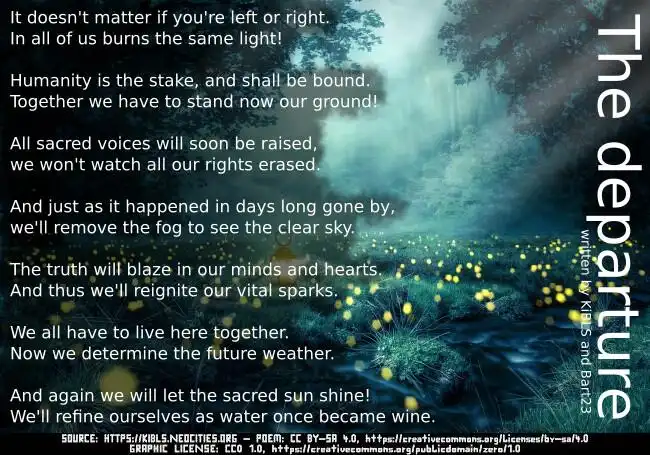 It doesn't matter if you're left or right.
In all of us burns the same light!
Humanity is the stake, and shall be bound.
Together we have to stand now our ground!
All sacred voices will soon be raised,
we won't watch all our rights erased.
And just as it happened in days long gone by,
we'll remove the fog to see the clear sky.
The truth will blaze in our minds and hearts.
And thus we'll reignite our vital sparks.
We all have to live here together.
Now we determine the future weather.
And again we will let the sacred sun shine!
We'll refine ourselves as water once became wine.
The departure
written by KIBLS and Bart23
SOURCE: HTTPS://KIBLS.NEOCITIES.ORG – POEM: CC BY-SA 4.0, https://creativecommons.org/licenses/by-sa/4.0
GRAPHIC LICENSE: CC0 1.0, https://creativecommons.org/publicdomain/zero/1.0